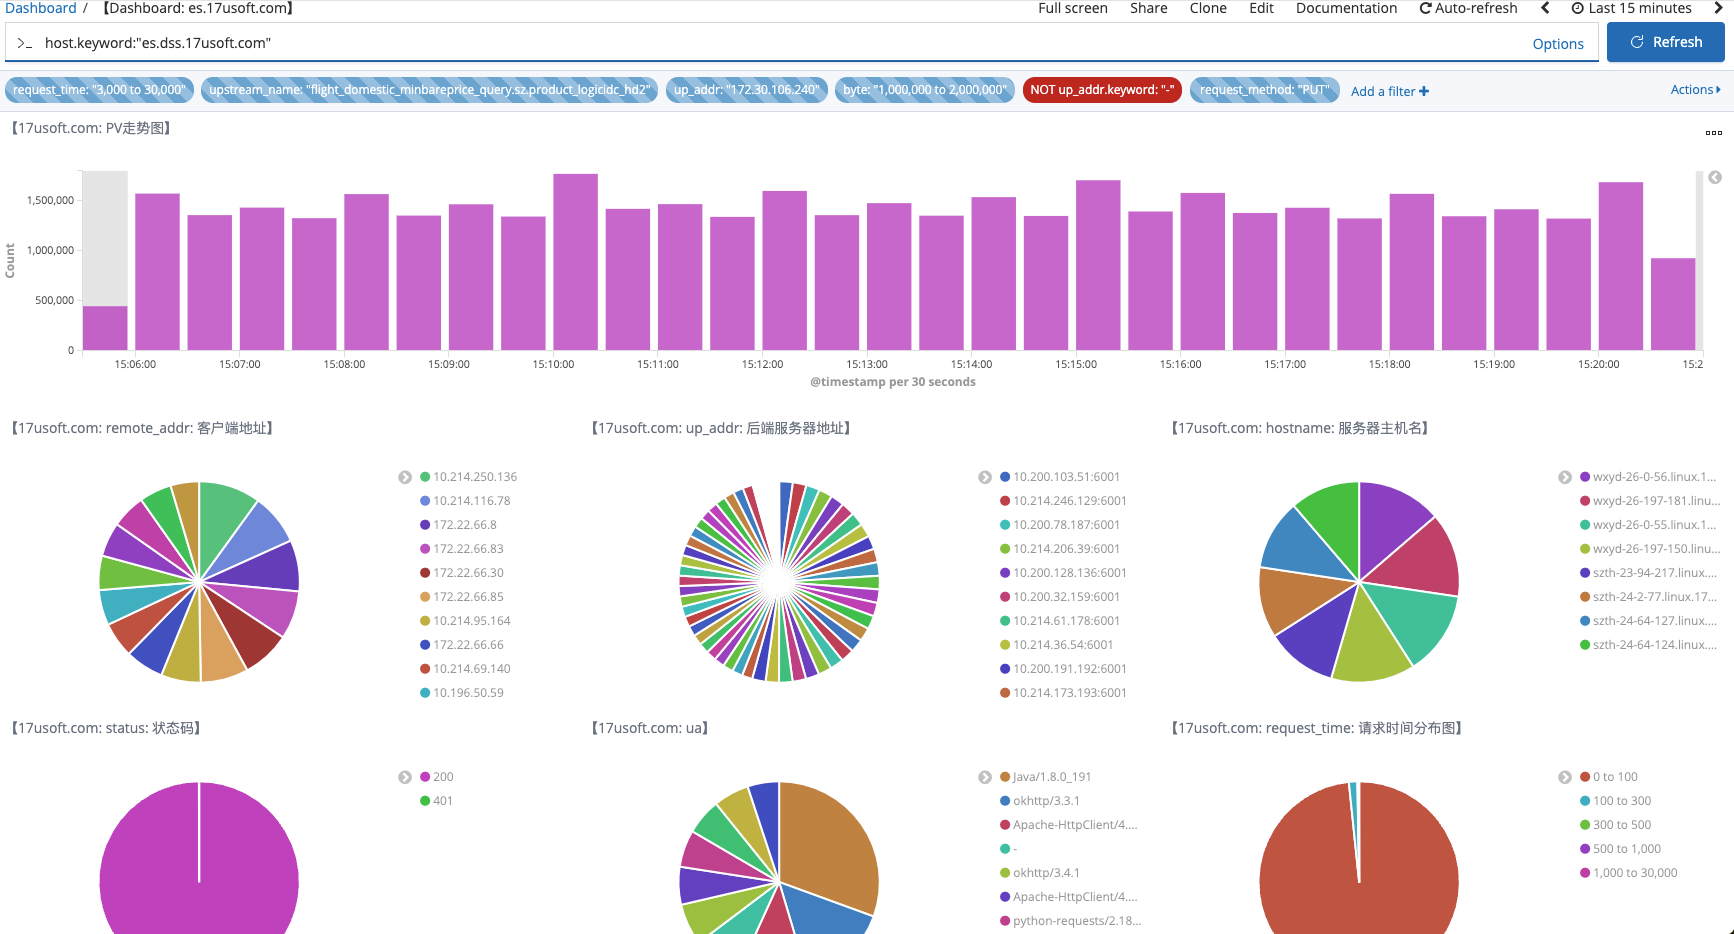 Dashboard / 【Dashboard: es.17usoft.com】 Full screen Share Clone Edit Documentation Auto-refresh Last 15 minutes
>_ host.keyword:"es.dss.17usoft.com" Options Refresh
request_time: "3,000 to 30,000" upstream_name: "flight_domestic_minbareprice_query.sz.product_logicidc_hd2" up_addr: "172.30.106.240" byte: "1,000,000 to 2,000,000" NOT up_addr.keyword: "-" request_method: "PUT" Add a filter + Actions
【17usoft.com: PV走势图】
1,500,000
1,000,000
500,000
0
Count
15:06:00 15:07:00 15:08:00 15:09:00 15:10:00 15:11:00 15:12:00 15:13:00 15:14:00 15:15:00 15:16:00 15:17:00 15:18:00 15:19:00 15:20:00 15:2
@timestamp per 30 seconds
【17usoft.com: remote_addr: 客户端地址】
10.214.250.136
10.214.116.78
172.22.66.8
172.22.66.83
172.22.66.30
172.22.66.85
10.214.95.164
172.22.66.66
10.214.69.140
10.196.50.59
【17usoft.com: up_addr: 后端服务器地址】
10.200.103.51:6001
10.214.246.129:6001
10.200.78.187:6001
10.214.206.39:6001
10.200.128.136:6001
10.200.32.159:6001
10.214.61.178:6001
10.214.36.54:6001
10.200.191.192:6001
10.214.173.193:6001
【17usoft.com: hostname: 服务器主机名】
wxyd-26-0-56.linux.1...
wxyd-26-197-181.linu...
wxyd-26-0-55.linux.1...
wxyd-26-197-150.linu...
szth-23-94-217.linux....
szth-24-2-77.linux.17...
szth-24-64-127.linux....
szth-24-64-124.linux....
【17usoft.com: status: 状态码】
200
401
【17usoft.com: ua】
Java/1.8.0_191
okhttp/3.3.1
Apache-HttpClient/4....
-
okhttp/3.4.1
Apache-HttpClient/4....
python-requests/2.18...
【17usoft.com: request_time: 请求时间分布图】
0 to 100
100 to 300
300 to 500
500 to 1,000
1,000 to 30,000